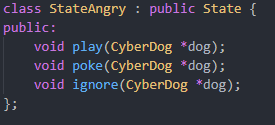 class StateAngry : public State {
public:
    void play(CyberDog *dog);
    void poke(CyberDog *dog);
    void ignore(CyberDog *dog);
};